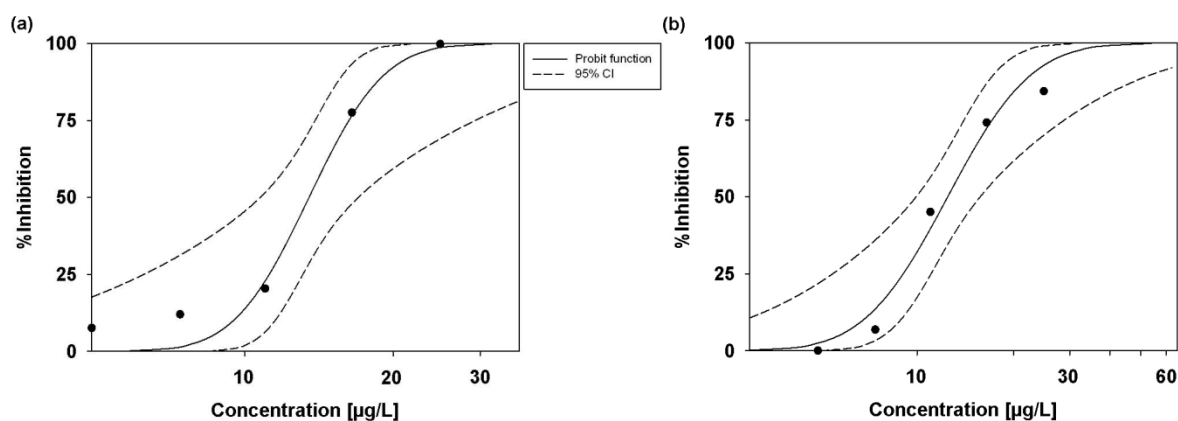 (a)
100
75
50
25
0
% Inhibition
10
20
30
Concentration [µg/L]
Probit function
95% CI
(b)
100
75
50
25
0
% Inhibition
10
30
60
Concentration [µg/L]